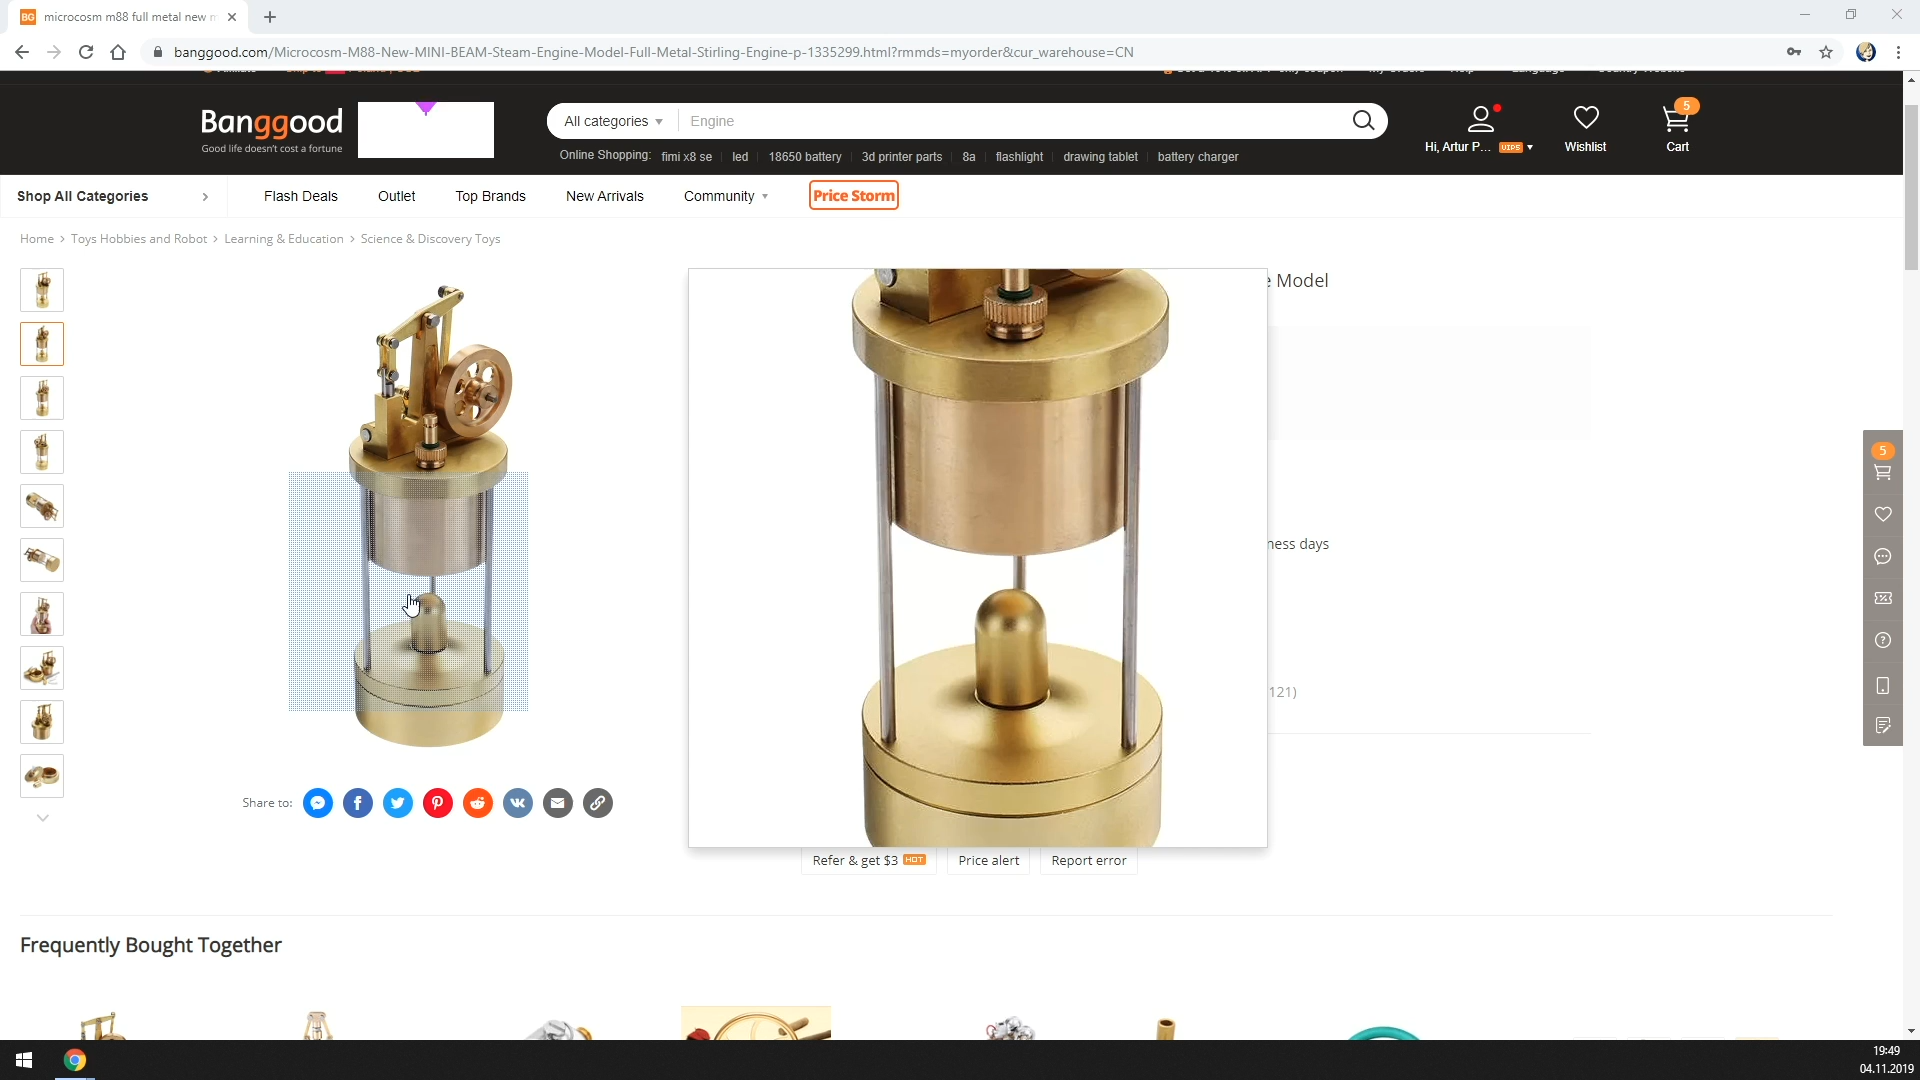 BG microcosm m88 full metal new m
banggood.com/Microcosm-M88-New-MINI-BEAM-Steam-Engine-Model-Full-Metal-Stirling-Engine-p-1335299.html?rmmds=myorder&cur_warehouse=CN
Banggood
Good life doesn't cost a fortune
All categories
Engine
Hi, Artur P...
Wishlist
5
Cart
Online Shopping: fimi x8 se led 18650 battery 3d printer parts 8a flashlight drawing tablet battery charger
Shop All Categories
Flash Deals
Outlet
Top Brands
New Arrivals
Community
Price Storm
Home > Toys Hobbies and Robot > Learning & Education > Science & Discovery Toys
e Model
5
ness days
121)
Share to:
Refer & get $3 HOT
Price alert
Report error
Frequently Bought Together
19:49
04.11.2019